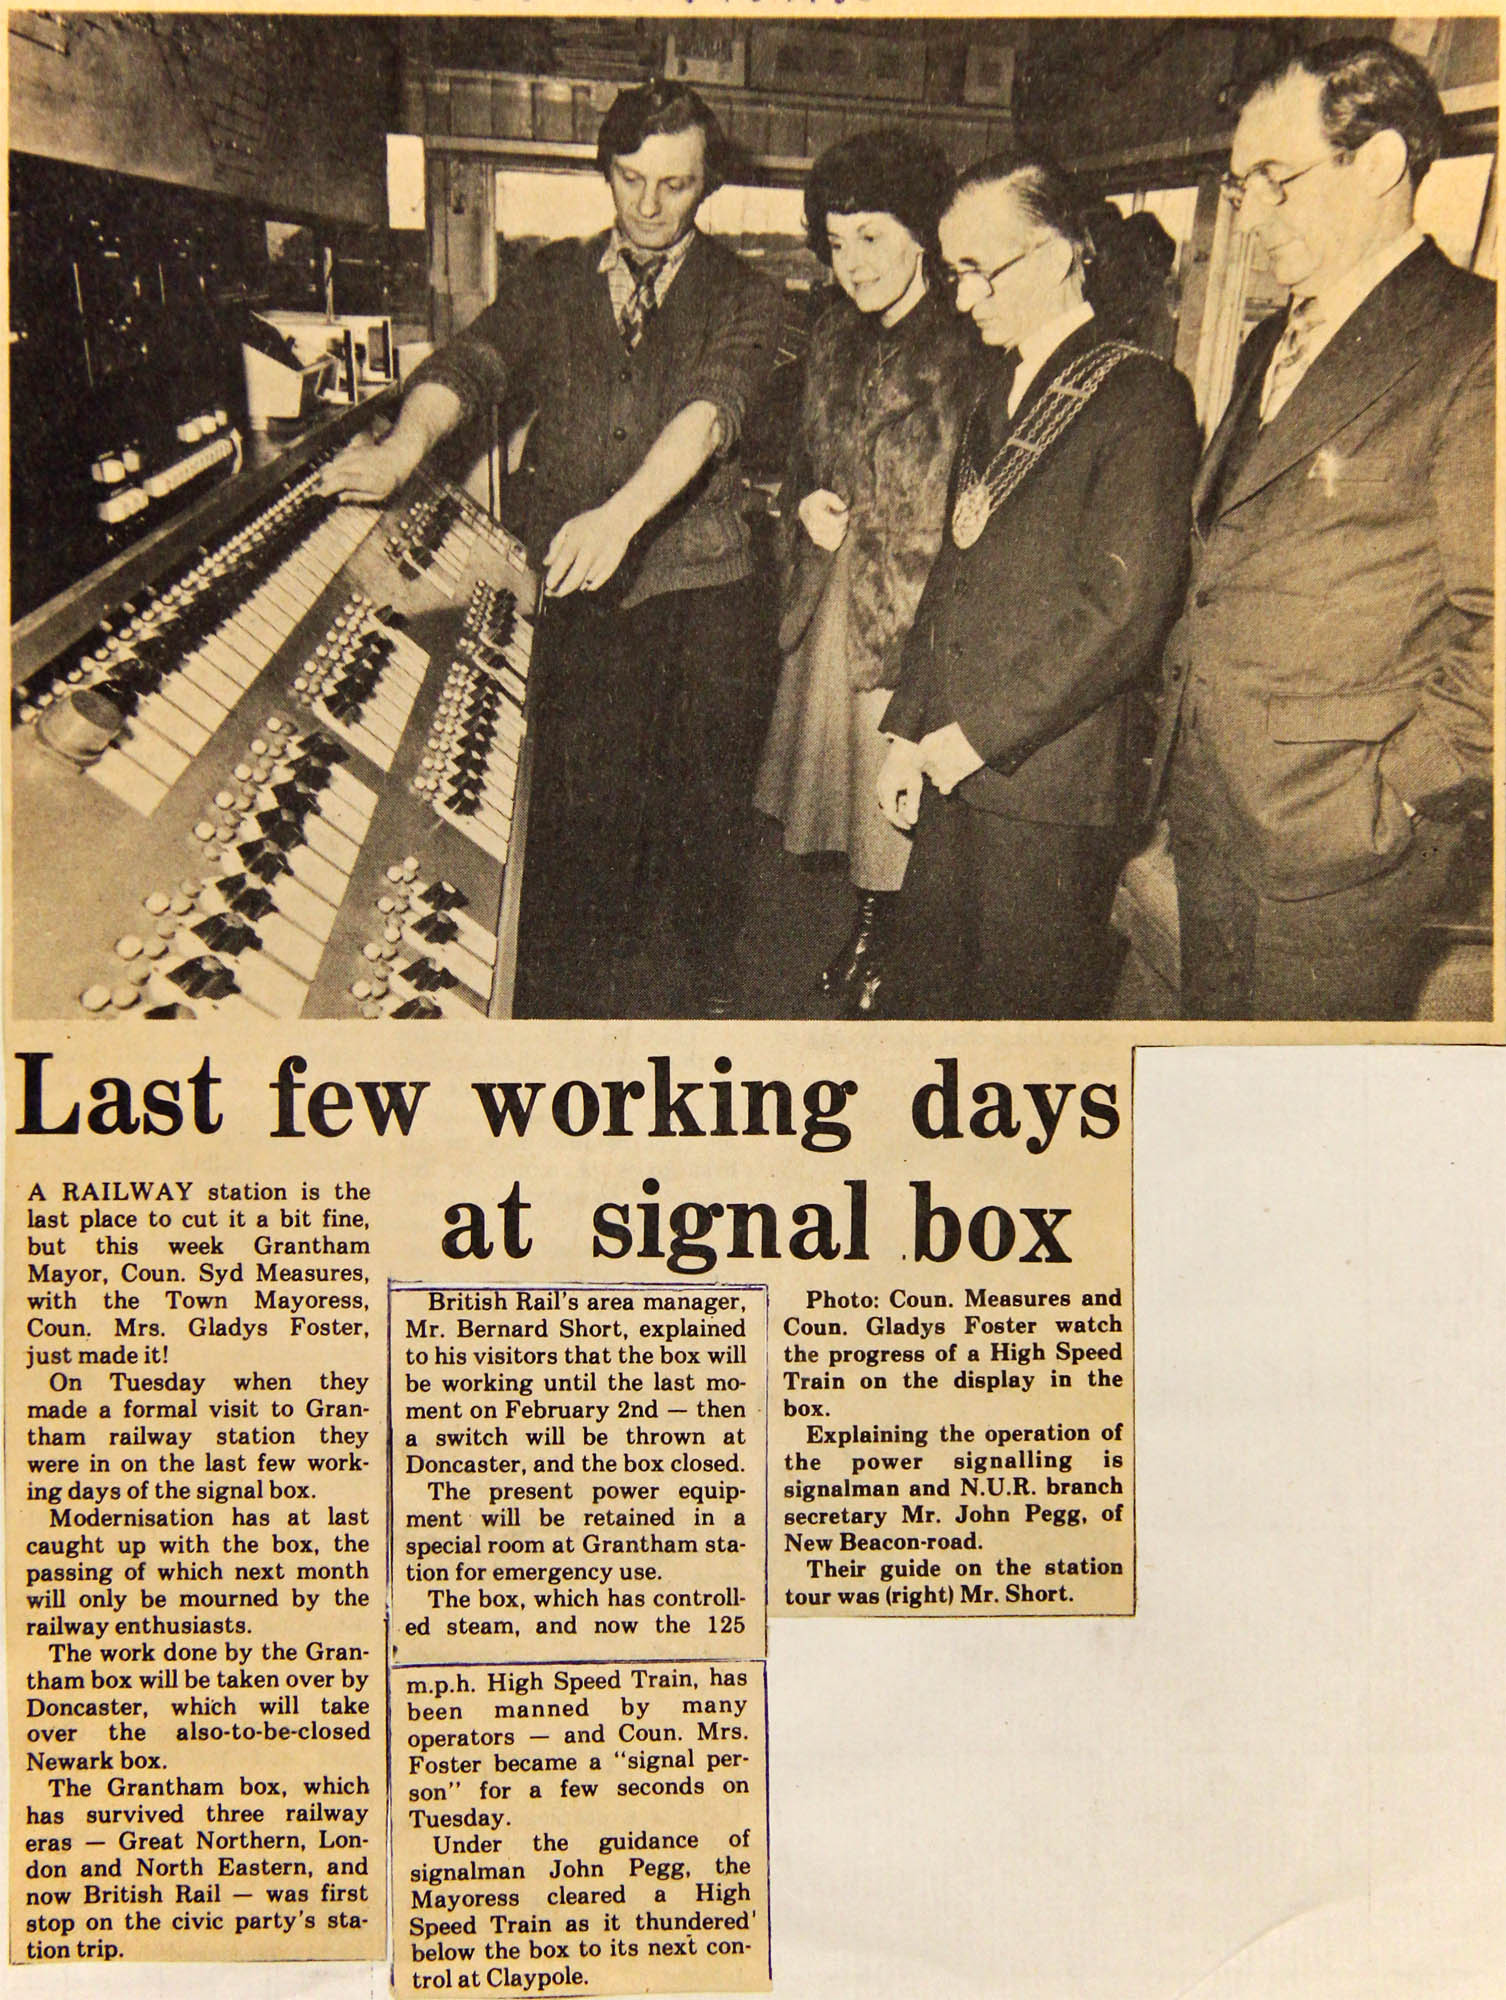 Last few working days
at signal box
A RAILWAY station is the
last place to cut it a bit fine,
but this week Grantham
Mayor, Coun. Syd Measures,
with the Town Mayoress,
Coun. Mrs. Gladys Foster,
just made it!
On Tuesday when they
made a formal visit to Gran-
tham railway station they
were in on the last few work-
ing days of the signal box.
Modernisation has at last
caught up with the box, the
passing of which next month
will only be mourned by the
railway enthusiasts.
The work done by the Gran-
tham box will be taken over by
Doncaster, which will take
over the also-to-be-closed
Newark box.
The Grantham box, which
has survived three railway
eras — Great Northern, Lon-
don and North Eastern, and
now British Rail — was first
stop on the civic party's sta-
tion trip.
British Rail's area manager,
Mr. Bernard Short, explained
to his visitors that the box will
be working until the last mo-
ment on February 2nd — then
a switch will be thrown at
Doncaster, and the box closed.
The present power equip-
ment will be retained in a
special room at Grantham sta-
tion for emergency use.
The box, which has controll-
ed steam, and now the 125
m.p.h. High Speed Train, has
been manned by many
operators — and Coun. Mrs.
Foster became a "signal per-
son" for a few seconds on
Tuesday.
Under the guidance of
signalman John Pegg, the
Mayoress cleared a High
Speed Train as it thundered
below the box to its next con-
trol at Claypole.
Photo: Coun. Measures and
Coun. Gladys Foster watch
the progress of a High Speed
Train on the display in the
box.
Explaining the operation of
the power signalling is
signalman and N.U.R. branch
secretary Mr. John Pegg, of
New Beacon-road.
Their guide on the station
tour was (right) Mr. Short.